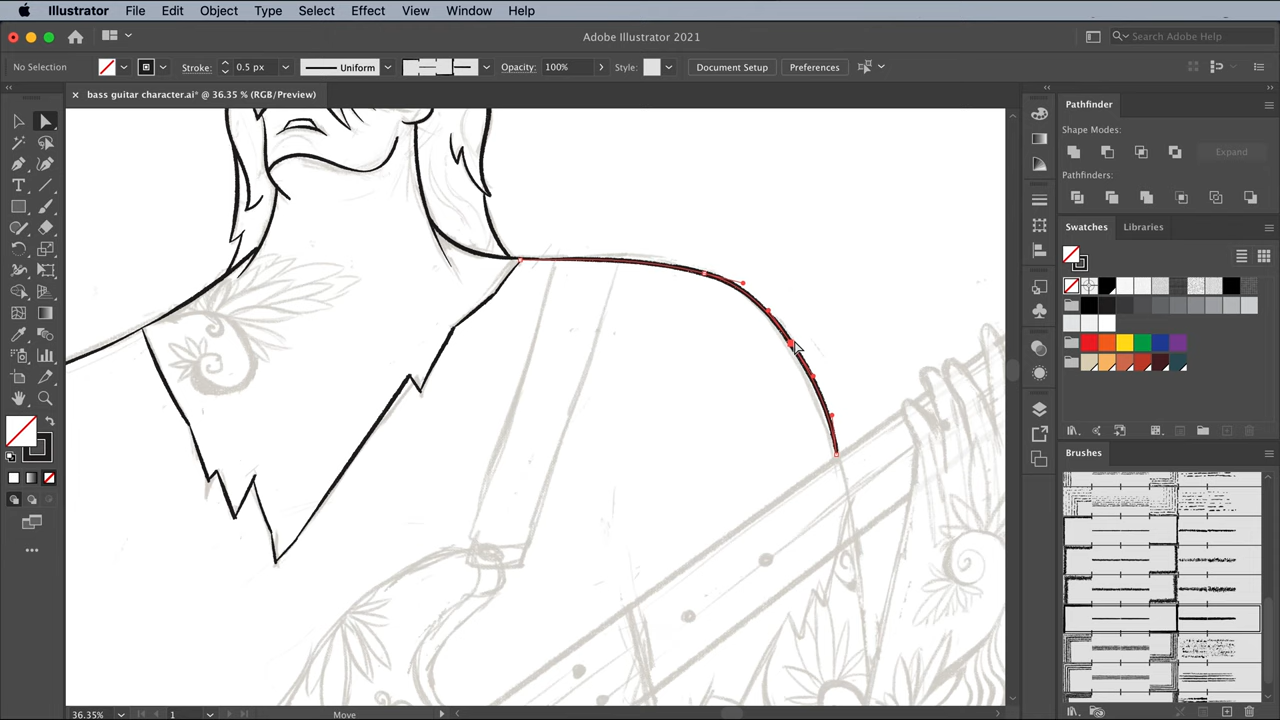 Illustrator File Edit Object Type Select Effect View Window Help
Adobe Illustrator 2021
Search Adobe Help
No Selection Stroke: 0.5 px Uniform Opacity: 100% Style: Document Setup Preferences
× bass guitar character.ai* @ 36.35 % (RGB/Preview)
Pathfinder
Shape Modes:
Expand
Pathfinders:
Swatches Libraries
Brushes
36.35% 1 Move